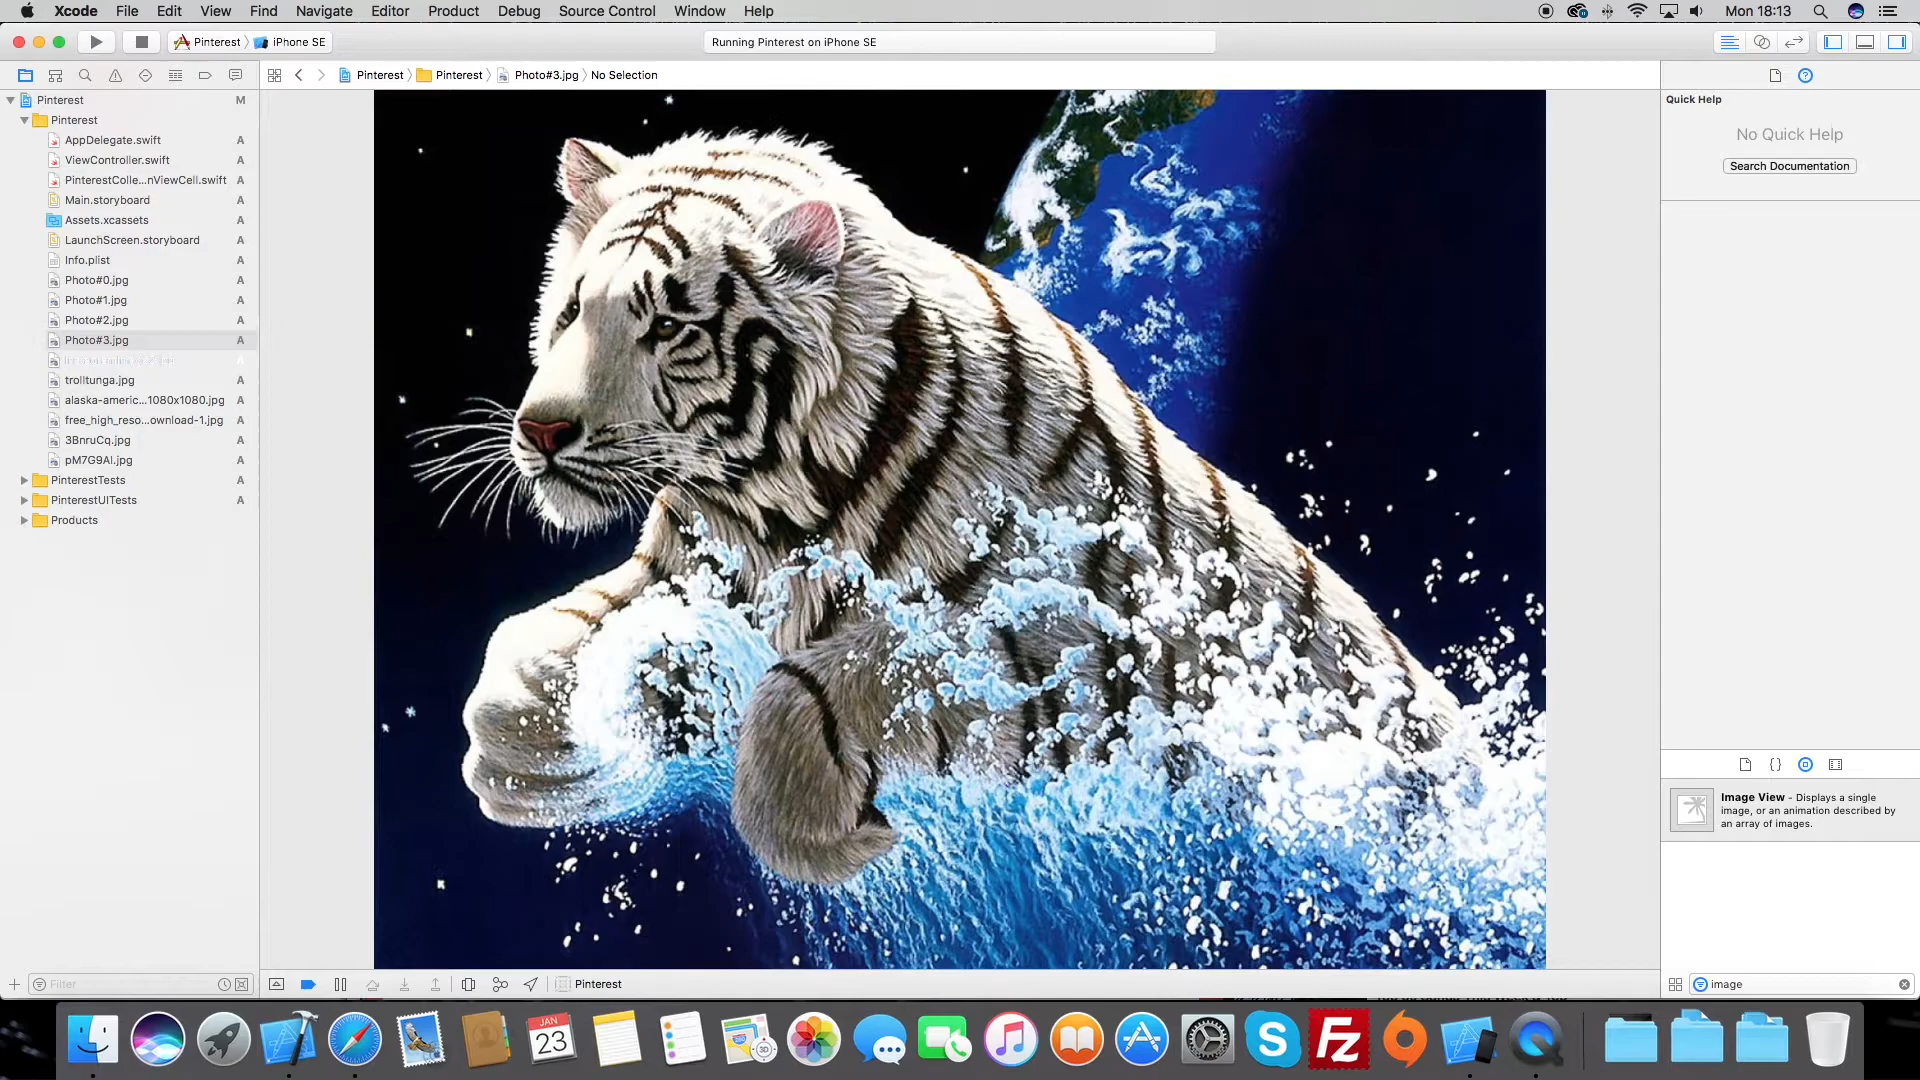 Xcode File Edit View Find Navigate Editor Product Debug Source Control Window Help Mon 18:13
Pinterest iPhone SE Running Pinterest on iPhone SE
Pinterest Pinterest Photo#3.jpg No Selection
Quick Help
No Quick Help
Search Documentation
Pinterest M
Pinterest
AppDelegate.swift A
ViewController.swift A
PinterestColle...nViewCell.swift A
Main.storyboard A
Assets.xcassets A
LaunchScreen.storyboard A
Info.plist A
Photo#0.jpg A
Photo#1.jpg A
Photo#2.jpg A
Photo#3.jpg A
trolltunga.jpg A
alaska-americ...1080x1080.jpg A
free_high_reso...ownload-1.jpg A
3BnruCq.jpg A
pM7G9Al.jpg A
PinterestTests A
PinterestUITests A
Products
Image View - Displays a single
image, or an animation described by
an array of images.
Filter
Pinterest
image
JAN
23
3D
S
Fz